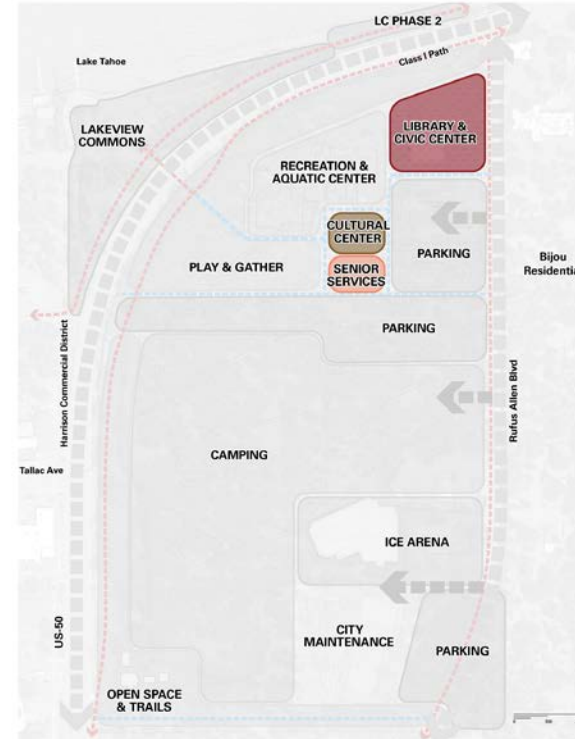 LC PHASE 2
Lake Tahoe
Class I Path
LAKEVIEW
COMMONS
LIBRARY &
CIVIC CENTER
RECREATION &
AQUATIC CENTER
CULTURAL
CENTER
PARKING
Bijou
PLAY & GATHER
SENIOR
SERVICES
PARKING
Harrison Commercial District
Rufus Allen Blvd
CAMPING
Tallac Ave
ICE ARENA
US-50
CITY
MAINTENANCE
PARKING
OPEN SPACE
& TRAILS